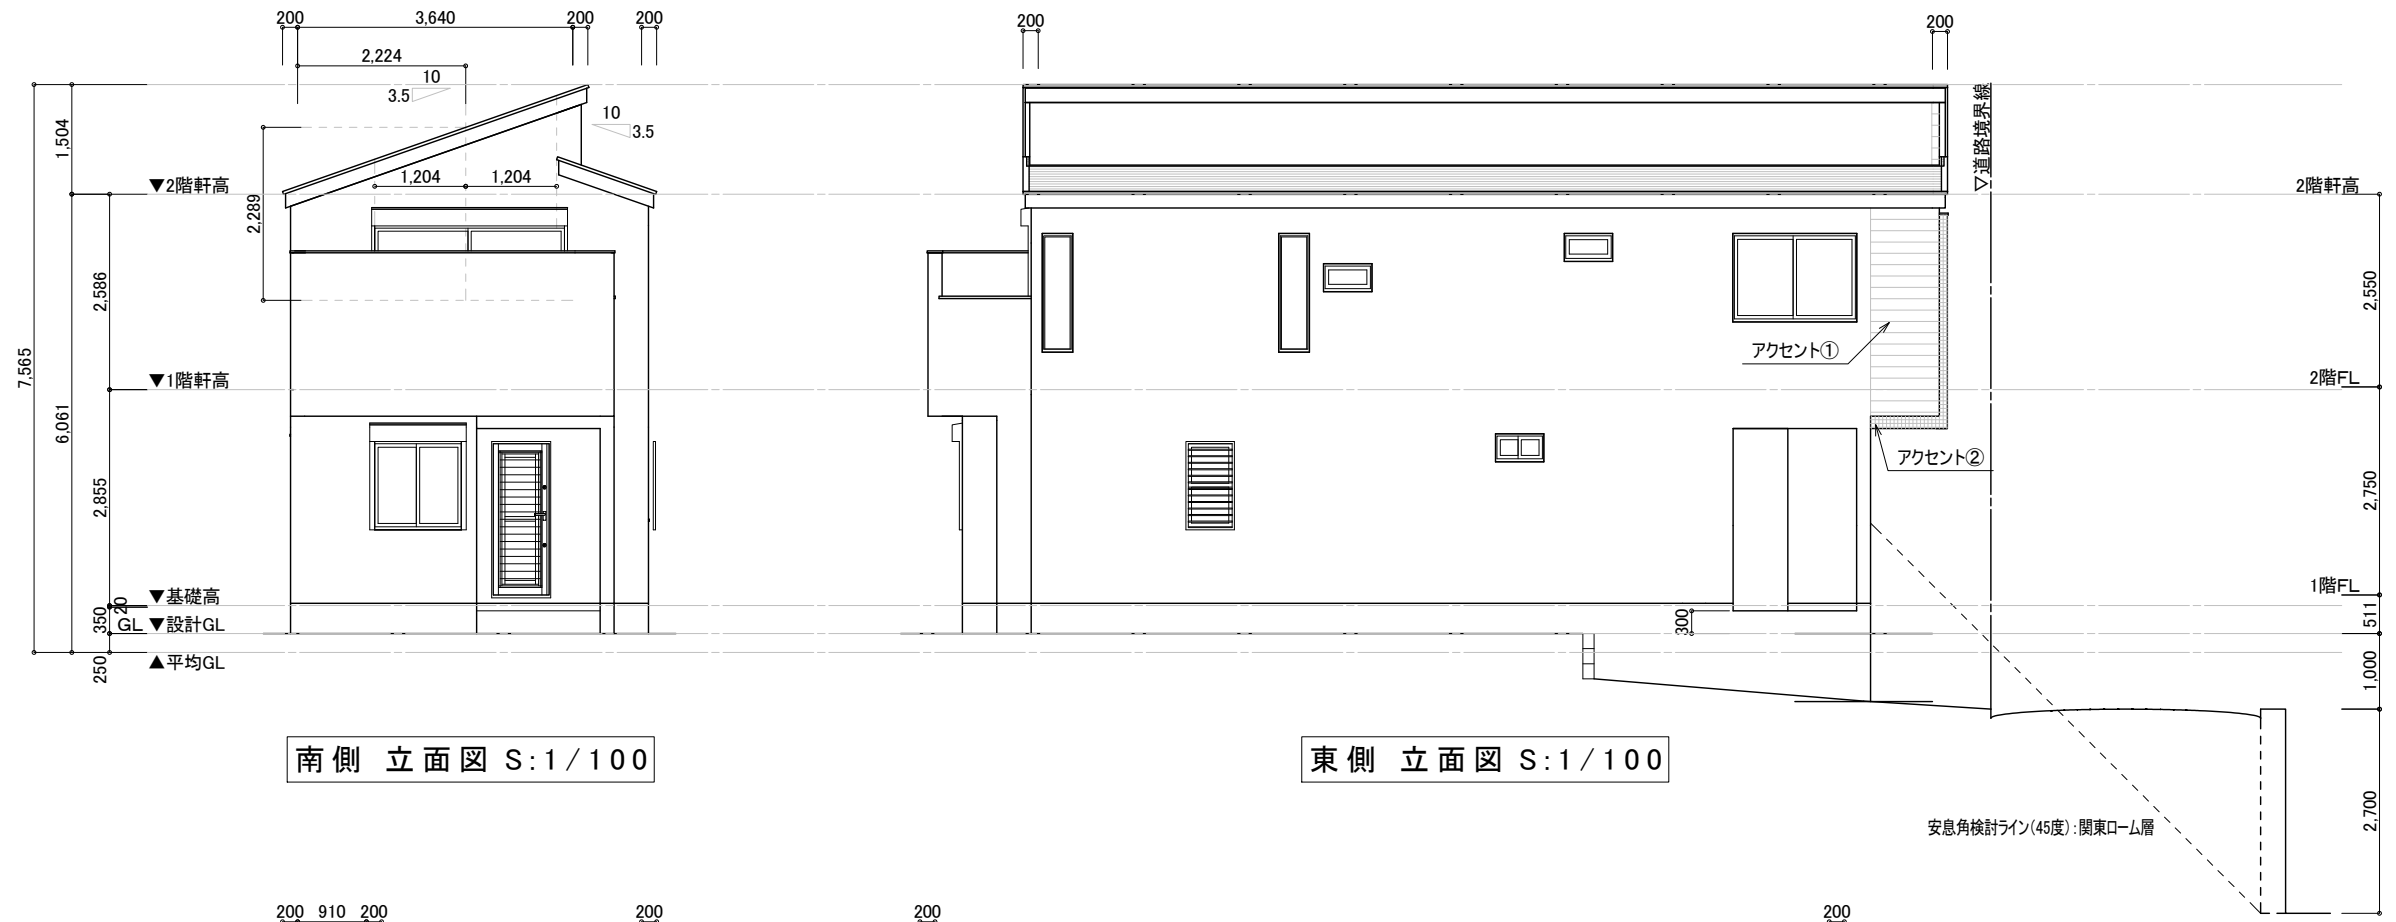 200 3,640 200 200
200
200
2,224
10
3.5
10
3.5
▽道路境界線
1,504
▼2階軒高
1,204 1,204
2階軒高
2,289
2,586
2,550
アクセント①
7,565
▼1階軒高
2階FL
6,061
アクセント②
2,855
2,750
▼基礎高
1階FL
20
350
GL ▼設計GL
300
511
250
▲平均GL
1,000
南側 立面図 S:1/100
東側 立面図 S:1/100
2,700
安息角検討ライン(45度):関東ローム層
200 910 200 200
200
200